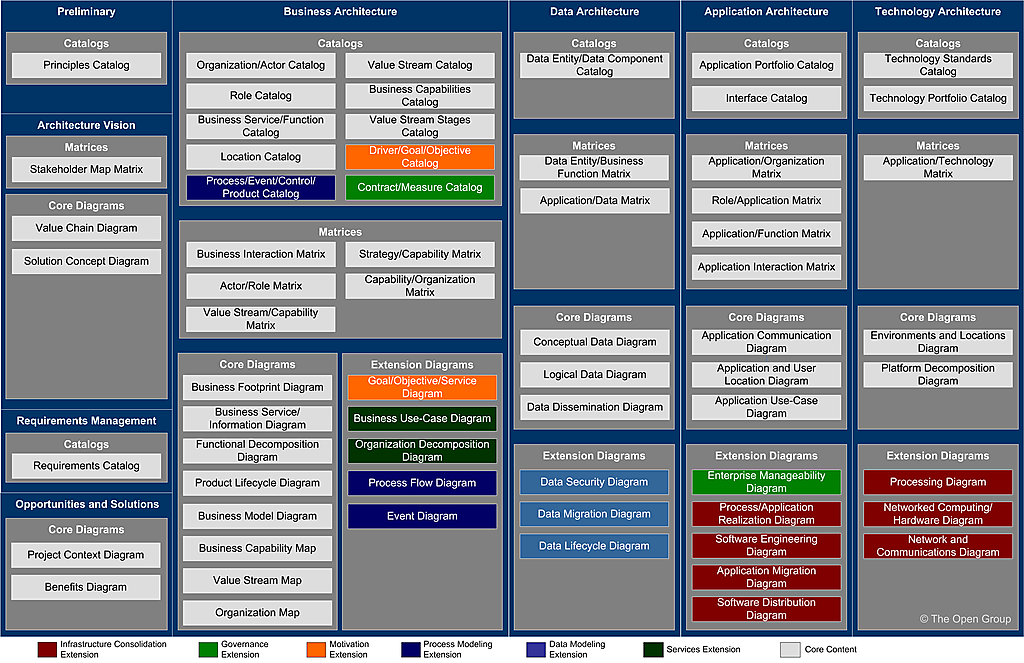 Preliminary
Catalogs
Principles Catalog
Architecture Vision
Matrices
Stakeholder Map Matrix
Core Diagrams
Value Chain Diagram
Solution Concept Diagram
Requirements Management
Catalogs
Requirements Catalog
Opportunities and Solutions
Core Diagrams
Project Context Diagram
Benefits Diagram
Business Architecture
Catalogs
Organization/Actor Catalog
Role Catalog
Business Service/Function
Catalog
Location Catalog
Process/Event/Control/
Product Catalog
Value Stream Catalog
Business Capabilities
Catalog
Value Stream Stages
Catalog
Driver/Goal/Objective
Catalog
Contract/Measure Catalog
Matrices
Business Interaction Matrix
Actor/Role Matrix
Value Stream/Capability
Matrix
Strategy/Capability Matrix
Capability/Organization
Matrix
Core Diagrams
Business Footprint Diagram
Business Service/
Information Diagram
Functional Decomposition
Diagram
Product Lifecycle Diagram
Business Model Diagram
Business Capability Map
Value Stream Map
Organization Map
Extension Diagrams
Goal/Objective/Service
Diagram
Business Use-Case Diagram
Organization Decomposition
Diagram
Process Flow Diagram
Event Diagram
Data Architecture
Catalogs
Data Entity/Data Component
Catalog
Matrices
Data Entity/Business
Function Matrix
Application/Data Matrix
Core Diagrams
Conceptual Data Diagram
Logical Data Diagram
Data Dissemination Diagram
Extension Diagrams
Data Security Diagram
Data Migration Diagram
Data Lifecycle Diagram
Application Architecture
Catalogs
Application Portfolio Catalog
Interface Catalog
Matrices
Application/Organization
Matrix
Role/Application Matrix
Application/Function Matrix
Application Interaction Matrix
Core Diagrams
Application Communication
Diagram
Application and User
Location Diagram
Application Use-Case
Diagram
Extension Diagrams
Enterprise Manageability
Diagram
Process/Application
Realization Diagram
Software Engineering
Diagram
Application Migration
Diagram
Software Distribution
Diagram
Technology Architecture
Catalogs
Technology Standards
Catalog
Technology Portfolio Catalog
Matrices
Application/Technology
Matrix
Core Diagrams
Environments and Locations
Diagram
Platform Decomposition
Diagram
Extension Diagrams
Processing Diagram
Networked Computing/
Hardware Diagram
Network and
Communications Diagram
© The Open Group
Infrastructure Consolidation
Extension
Governance
Extension
Motivation
Extension
Process Modeling
Extension
Data Modeling
Extension
Services Extension
Core Content